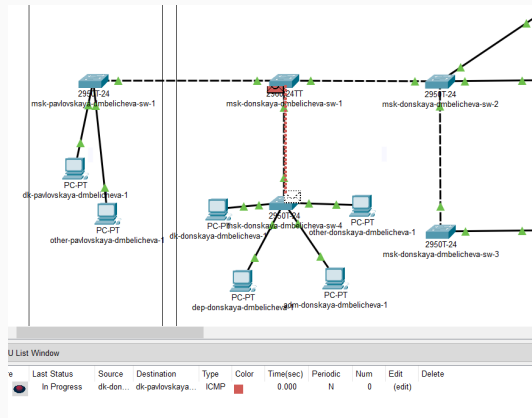 2950T-24
msk-pavlovskaya-dmbelicheva-sw-1
2960-24TT
msk-donskaya-dmbelicheva-sw-1
2950T-24
msk-donskaya-dmbelicheva-sw-2
PC-PT
dk-pavlovskaya-dmbelicheva-1
PC-PT
other-pavlovskaya-dmbelicheva-1
PC-PT
dk-donskaya-dmbelicheva-1
2950T-24
msk-donskaya-dmbelicheva-sw-4
PC-PT
other-donskaya-dmbelicheva-1
2950T-24
msk-donskaya-dmbelicheva-sw-3
PC-PT
dep-donskaya-dmbelicheva-1
PC-PT
adm-donskaya-dmbelicheva-1
U List Window
re Last Status Source Destination Type Color Time(sec) Periodic Num Edit Delete
In Progress dk-don... dk-pavlovskaya... ICMP 0.000 N 0 (edit)